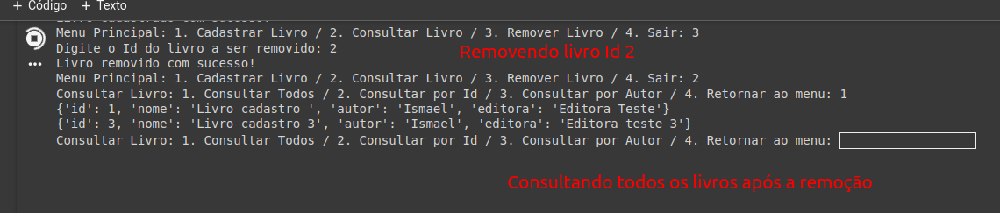 + Código + Texto
Livro cadastrado com sucesso!
Menu Principal: 1. Cadastrar Livro / 2. Consultar Livro / 3. Remover Livro / 4. Sair: 3
Digite o Id do livro a ser removido: 2
Removendo livro Id 2
Livro removido com sucesso!
Menu Principal: 1. Cadastrar Livro / 2. Consultar Livro / 3. Remover Livro / 4. Sair: 2
Consultar Livro: 1. Consultar Todos / 2. Consultar por Id / 3. Consultar por Autor / 4. Retornar ao menu: 1
{'id': 1, 'nome': 'Livro cadastro ', 'autor': 'Ismael', 'editora': 'Editora Teste'}
{'id': 3, 'nome': 'Livro cadastro 3', 'autor': 'Ismael', 'editora': 'Editora teste 3'}
Consultar Livro: 1. Consultar Todos / 2. Consultar por Id / 3. Consultar por Autor / 4. Retornar ao menu:
Consultando todos os livros após a remoção